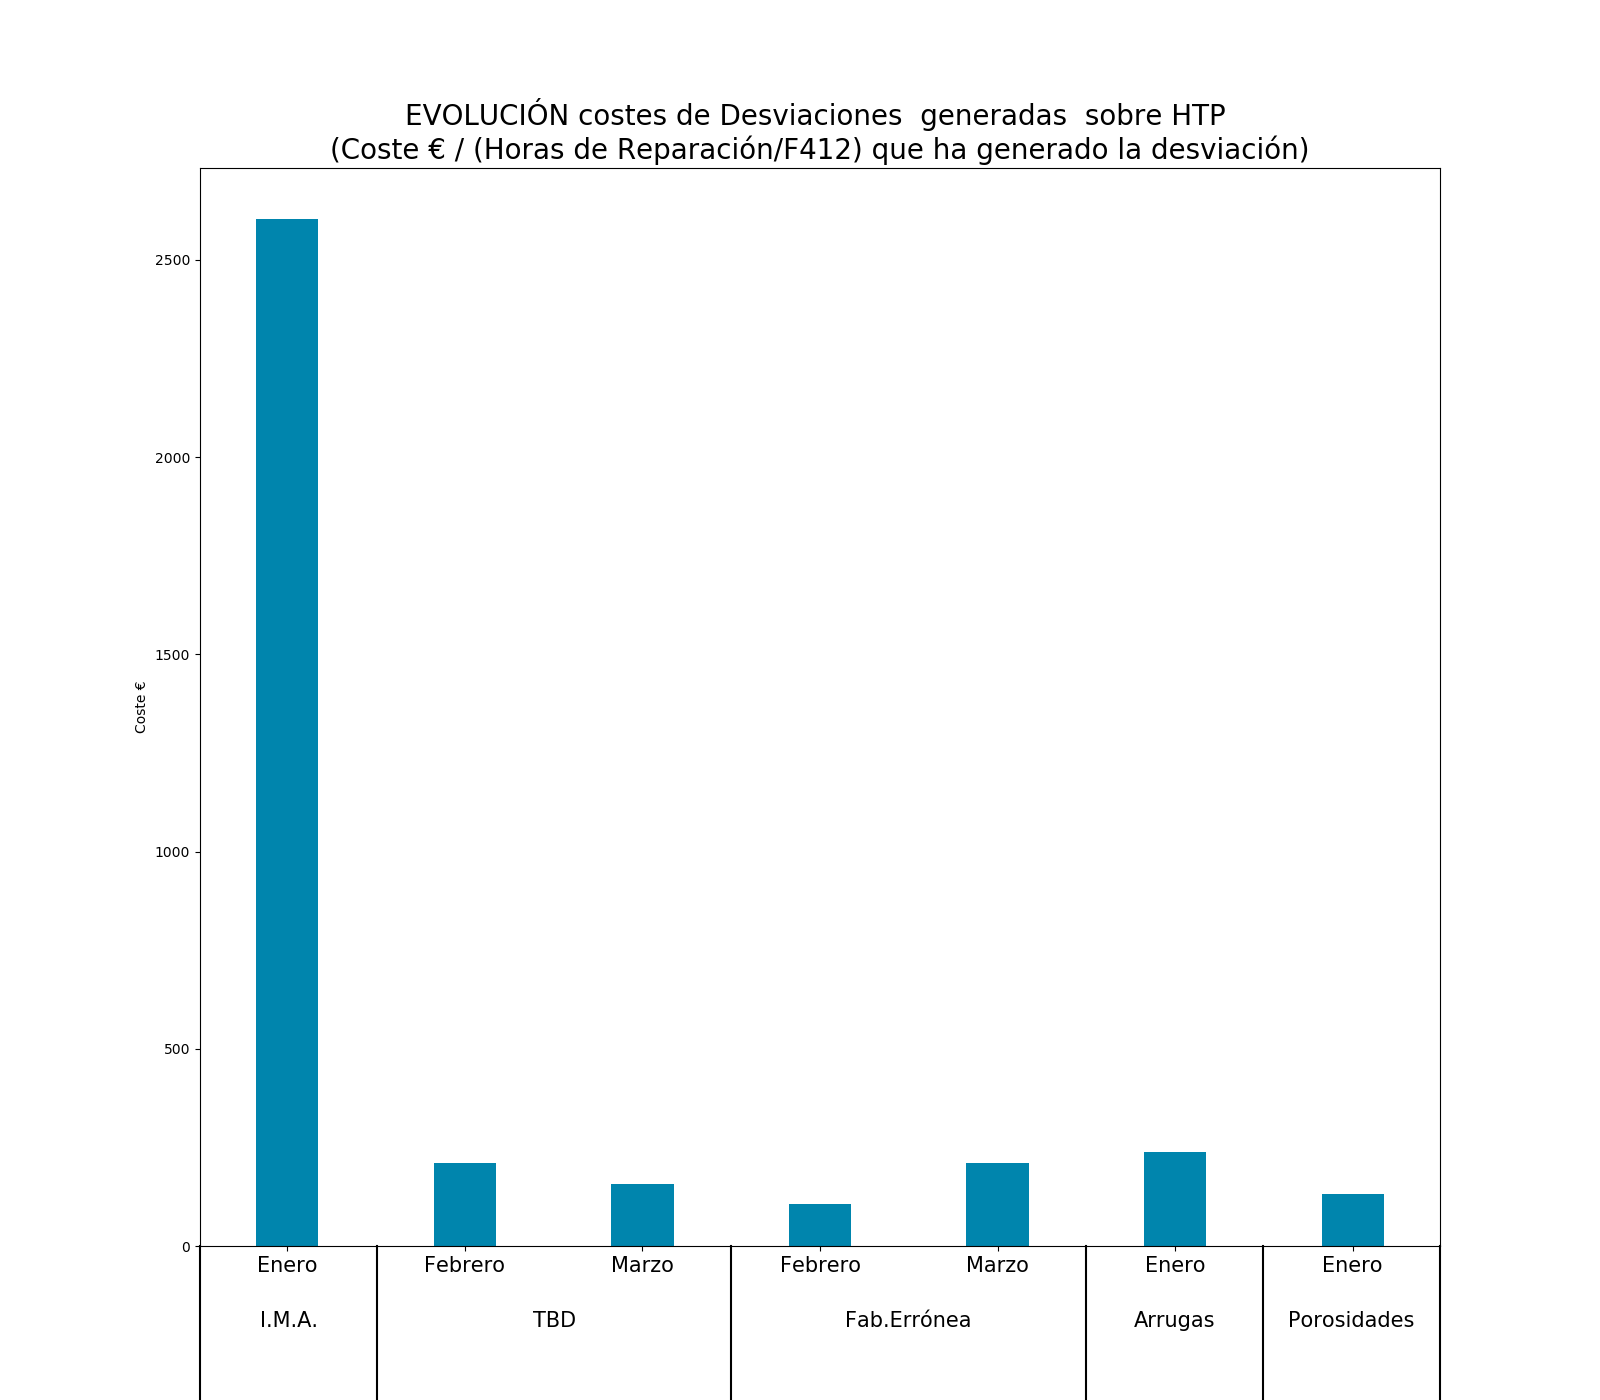 EVOLUCIÓN costes de Desviaciones  generadas  sobre HTP
(Coste € / (Horas de Reparación/F412) que ha generado la desviación)
2500
2000
1500
1000
500
0
Coste €
Enero Febrero Marzo Febrero Marzo Enero Enero
I.M.A. TBD Fab.Errónea Arrugas Porosidades